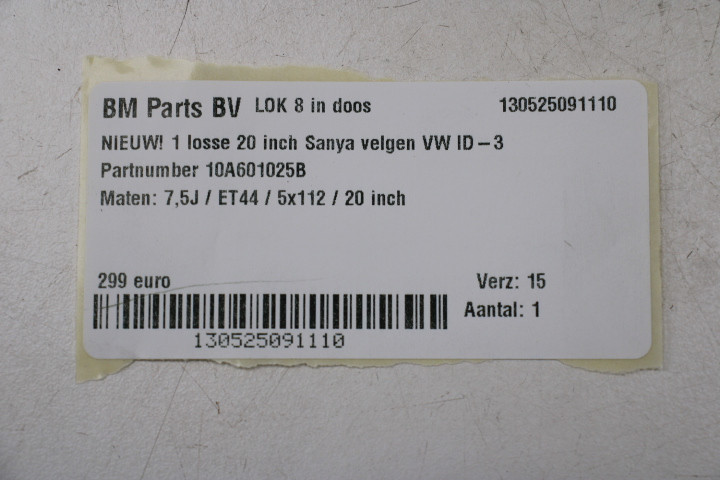 BM Parts BV LOK 8 in doos 130525091110
NIEUW! 1 losse 20 inch Sanya velgen VW ID-3
Partnumber 10A601025B
Maten: 7,5J / ET44 / 5x112 / 20 inch
299 euro Verz: 15
Aantal: 1
130525091110